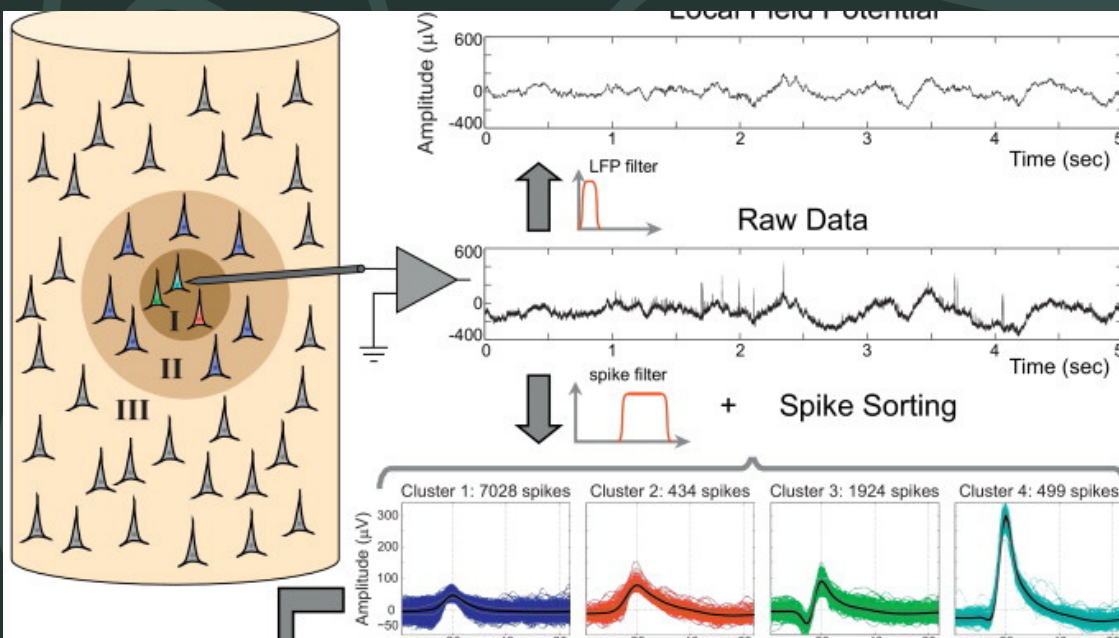 Local Field Potential
Amplitude (µV)
600
0
-400
0 1 2 3 4 5
Time (sec)
LFP filter
Raw Data
600
0
-400
0 1 2 3 4 5
Time (sec)
I
II
III
spike filter
+ Spike Sorting
Cluster 1: 7028 spikes Cluster 2: 434 spikes Cluster 3: 1924 spikes Cluster 4: 499 spikes
Amplitude (µV)
300
100
0
-50